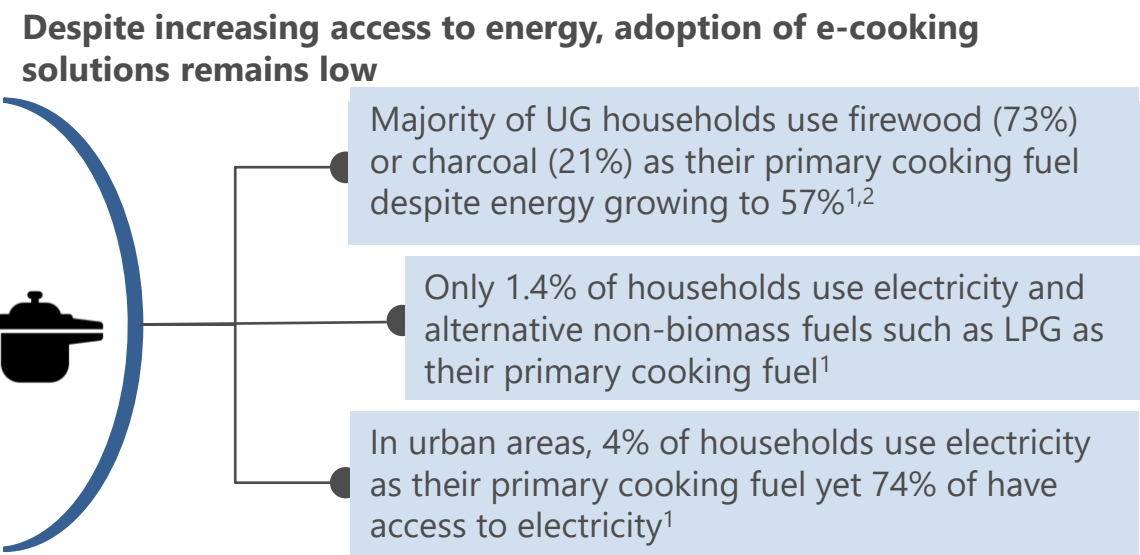 Despite increasing access to energy, adoption of e-cooking
solutions remains low
Majority of UG households use firewood (73%)
or charcoal (21%) as their primary cooking fuel
despite energy growing to 57%1,2
Only 1.4% of households use electricity and
alternative non-biomass fuels such as LPG as
their primary cooking fuel1
In urban areas, 4% of households use electricity
as their primary cooking fuel yet 74% of have
access to electricity1